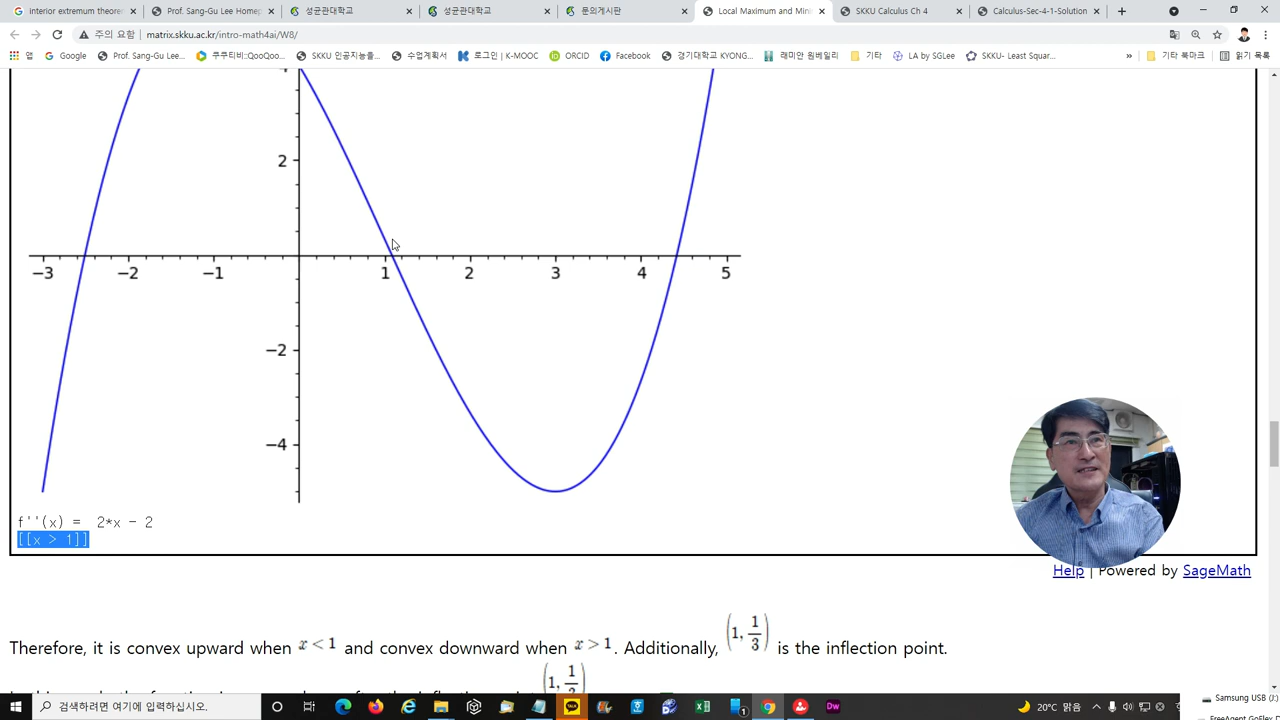 interior extremum theorem
Prof. Sang-Gu Lee Homep
성균관대학교
성균관대학교
문의게시판
Local Maximum and Mini
SKKU Calculus Ch 4
Calculus-Sec-4-1-Solution
주의 요함
matrix.skku.ac.kr/intro-math4ai/W8/
앱
Google
Prof. Sang-Gu Lee...
쿠쿠티비::QooQoo...
SKKU 인공지능을...
수업계획서
로그인 | K-MOOC
ORCID
Facebook
경기대학교 KYONG...
래미안 원베일리
기타
LA by SGLee
SKKU- Least Squar...
»
기타 북마크
읽기 목록
4
2
−3 −2 −1 1 2 3 4 5
−2
−4
f''(x) = 2*x - 2
[[x > 1]]
Help | Powered by SageMath
Therefore, it is convex upward when x < 1 and convex downward when x > 1. Additionally, (1, 1/3) is the inflection point.
검색하려면 여기에 입력하십시오.
TALK
Dw
20°C 맑음
Samsung USB (J:)